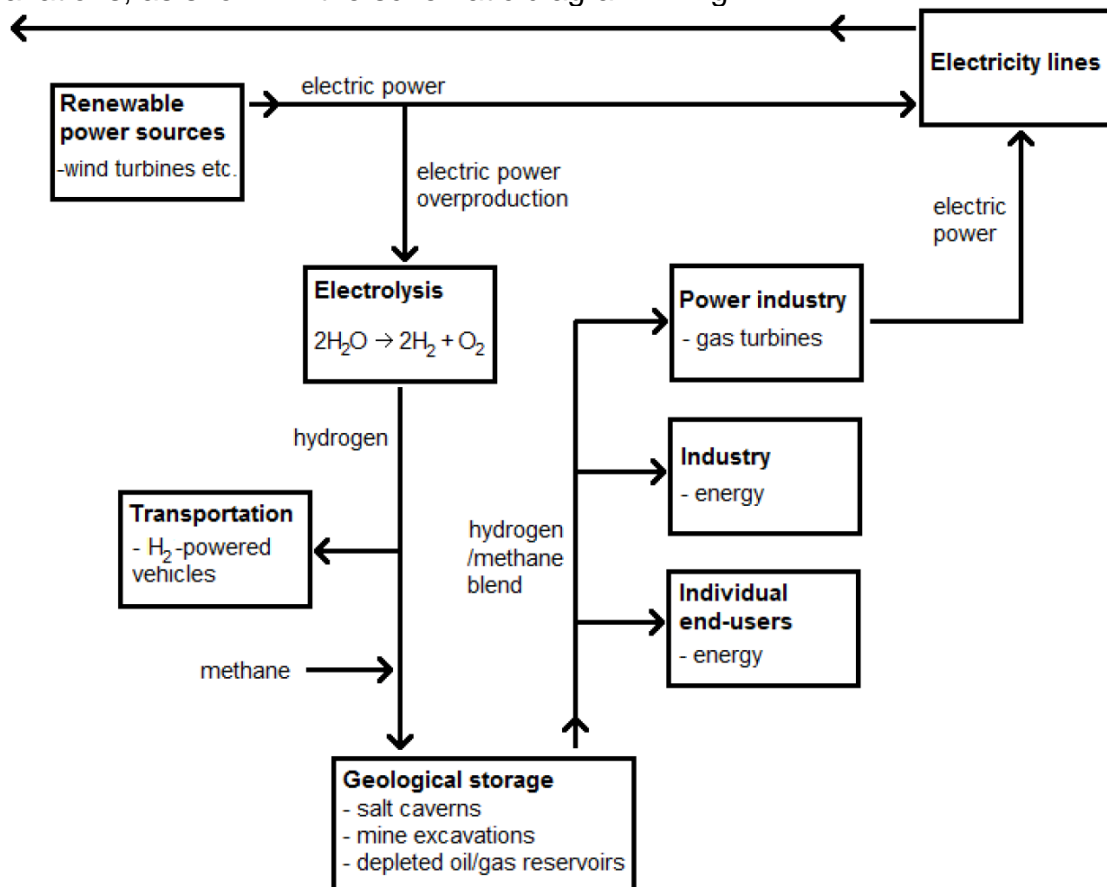 Electricity lines
electric power
Renewable
power sources
-wind turbines etc.
electric power
overproduction
electric
power
Electrolysis
2H₂O → 2H₂ + O₂
Power industry
- gas turbines
hydrogen
Industry
- energy
Transportation
- H₂-powered
vehicles
hydrogen
/methane
blend
Individual
end-users
- energy
methane
Geological storage
- salt caverns
- mine excavations
- depleted oil/gas reservoirs